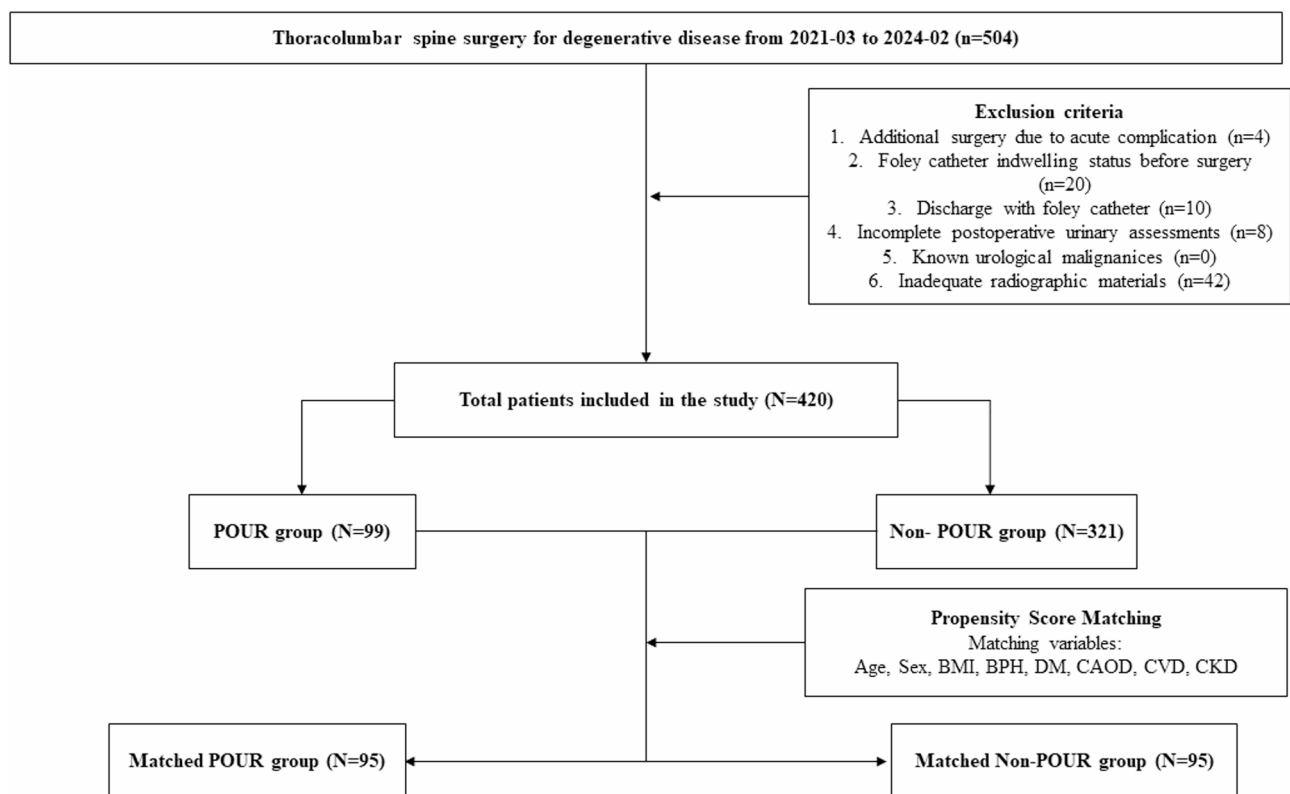 Thoracolumbar spine surgery for degenerative disease from 2021-03 to 2024-02 (n=504)
Exclusion criteria
1. Additional surgery due to acute complication (n=4)
2. Foley catheter indwelling status before surgery
(n=20)
3. Discharge with foley catheter (n=10)
4. Incomplete postoperative urinary assessments (n=8)
5. Known urological malignanices (n=0)
6. Inadequate radiographic materials (n=42)
Total patients included in the study (N=420)
POUR group (N=99)
Non- POUR group (N=321)
Propensity Score Matching
Matching variables:
Age, Sex, BMI, BPH, DM, CAOD, CVD, CKD
Matched POUR group (N=95)
Matched Non-POUR group (N=95)